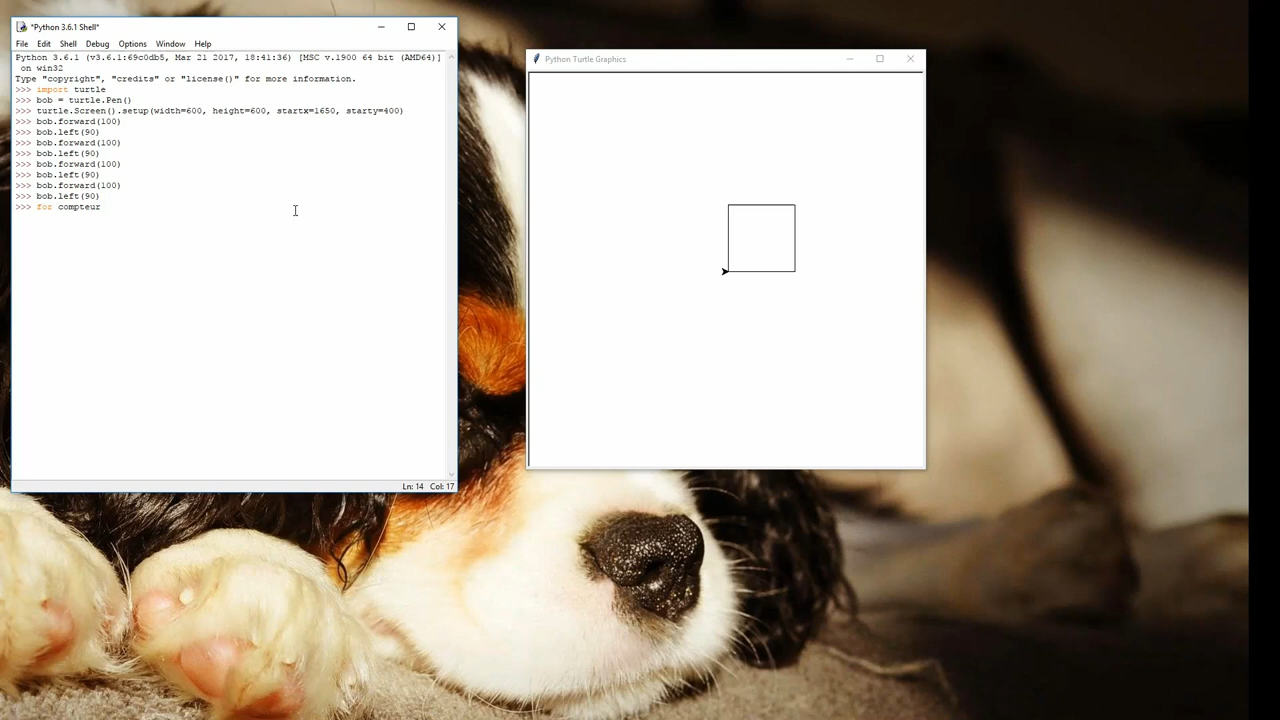 *Python 3.6.1 Shell*
File Edit Shell Debug Options Window Help
Python 3.6.1 (v3.6.1:69c0db5, Mar 21 2017, 18:41:36) [MSC v.1900 64 bit (AMD64)]
on win32
Type "copyright", "credits" or "license()" for more information.
>>> import turtle
>>> bob = turtle.Pen()
>>> turtle.Screen().setup(width=600, height=600, startx=1650, starty=400)
>>> bob.forward(100)
>>> bob.left(90)
>>> bob.forward(100)
>>> bob.left(90)
>>> bob.forward(100)
>>> bob.left(90)
>>> bob.forward(100)
>>> bob.left(90)
>>> for compteur
Ln: 14 Col: 17
Python Turtle Graphics